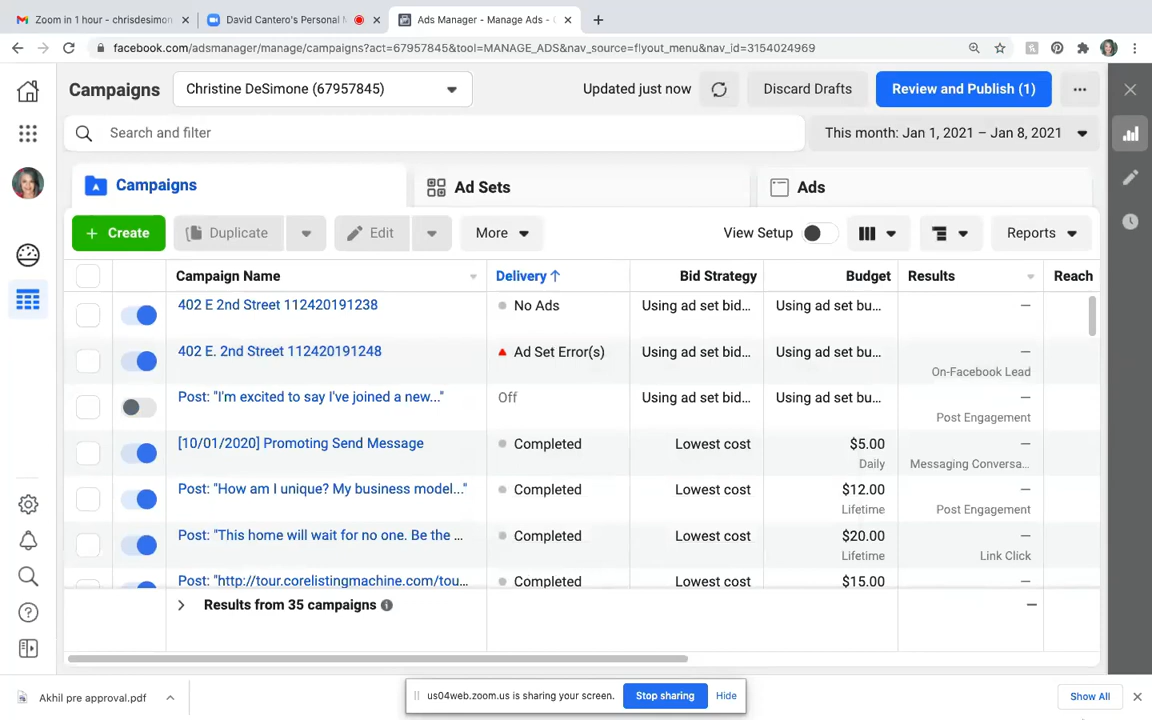 Zoom in 1 hour - chrisdesimon
David Cantero's Personal M
Ads Manager - Manage Ads - C
facebook.com/adsmanager/manage/campaigns?act=67957845&tool=MANAGE_ADS&nav_source=flyout_menu&nav_id=3154024969
Campaigns
Christine DeSimone (67957845)
Updated just now
Discard Drafts
Review and Publish (1)
Search and filter
This month: Jan 1, 2021 – Jan 8, 2021
Campaigns
Ad Sets
Ads
+ Create
Duplicate
Edit
More
View Setup
Reports
Campaign Name
Delivery ↑
Bid Strategy
Budget
Results
Reach
402 E 2nd Street 112420191238
No Ads
Using ad set bid...
Using ad set bu...
—
402 E. 2nd Street 112420191248
Ad Set Error(s)
Using ad set bid...
Using ad set bu...
—
On-Facebook Lead
Post: "I'm excited to say I've joined a new..."
Off
Using ad set bid...
Using ad set bu...
—
Post Engagement
[10/01/2020] Promoting Send Message
Completed
Lowest cost
$5.00
—
Daily
Messaging Conversa...
Post: "How am I unique? My business model..."
Completed
Lowest cost
$12.00
—
Lifetime
Post Engagement
Post: "This home will wait for no one. Be the ...
Completed
Lowest cost
$20.00
—
Lifetime
Link Click
Post: "http://tour.corelistingmachine.com/tou...
Completed
Lowest cost
$15.00
—
Results from 35 campaigns
—
Akhil pre approval.pdf
us04web.zoom.us is sharing your screen.
Stop sharing
Hide
Show All